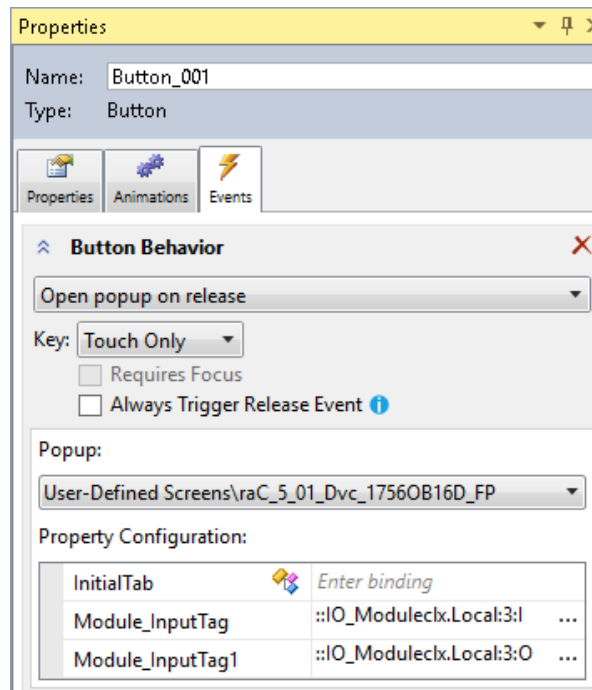 Properties
Name: Button_001
Type: Button
Properties Animations Events
Button Behavior
Open popup on release
Key: Touch Only
Requires Focus
Always Trigger Release Event
Popup:
User-Defined Screens\raC_5_01_Dvc_1756OB16D_FP
Property Configuration:
InitialTab Enter binding
Module_InputTag ::IO_Moduleclx.Local:3:I ...
Module_InputTag1 ::IO_Moduleclx.Local:3:O ...